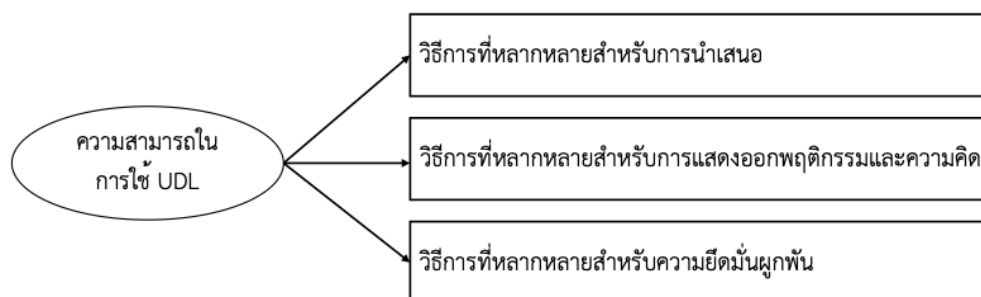 ความสามารถใน
การใช้ UDL
วิธีการที่หลากหลายสำหรับการนำเสนอ
วิธีการที่หลากหลายสำหรับการแสดงออกพฤติกรรมและความคิด
วิธีการที่หลากหลายสำหรับความยึดมั่นผูกพัน